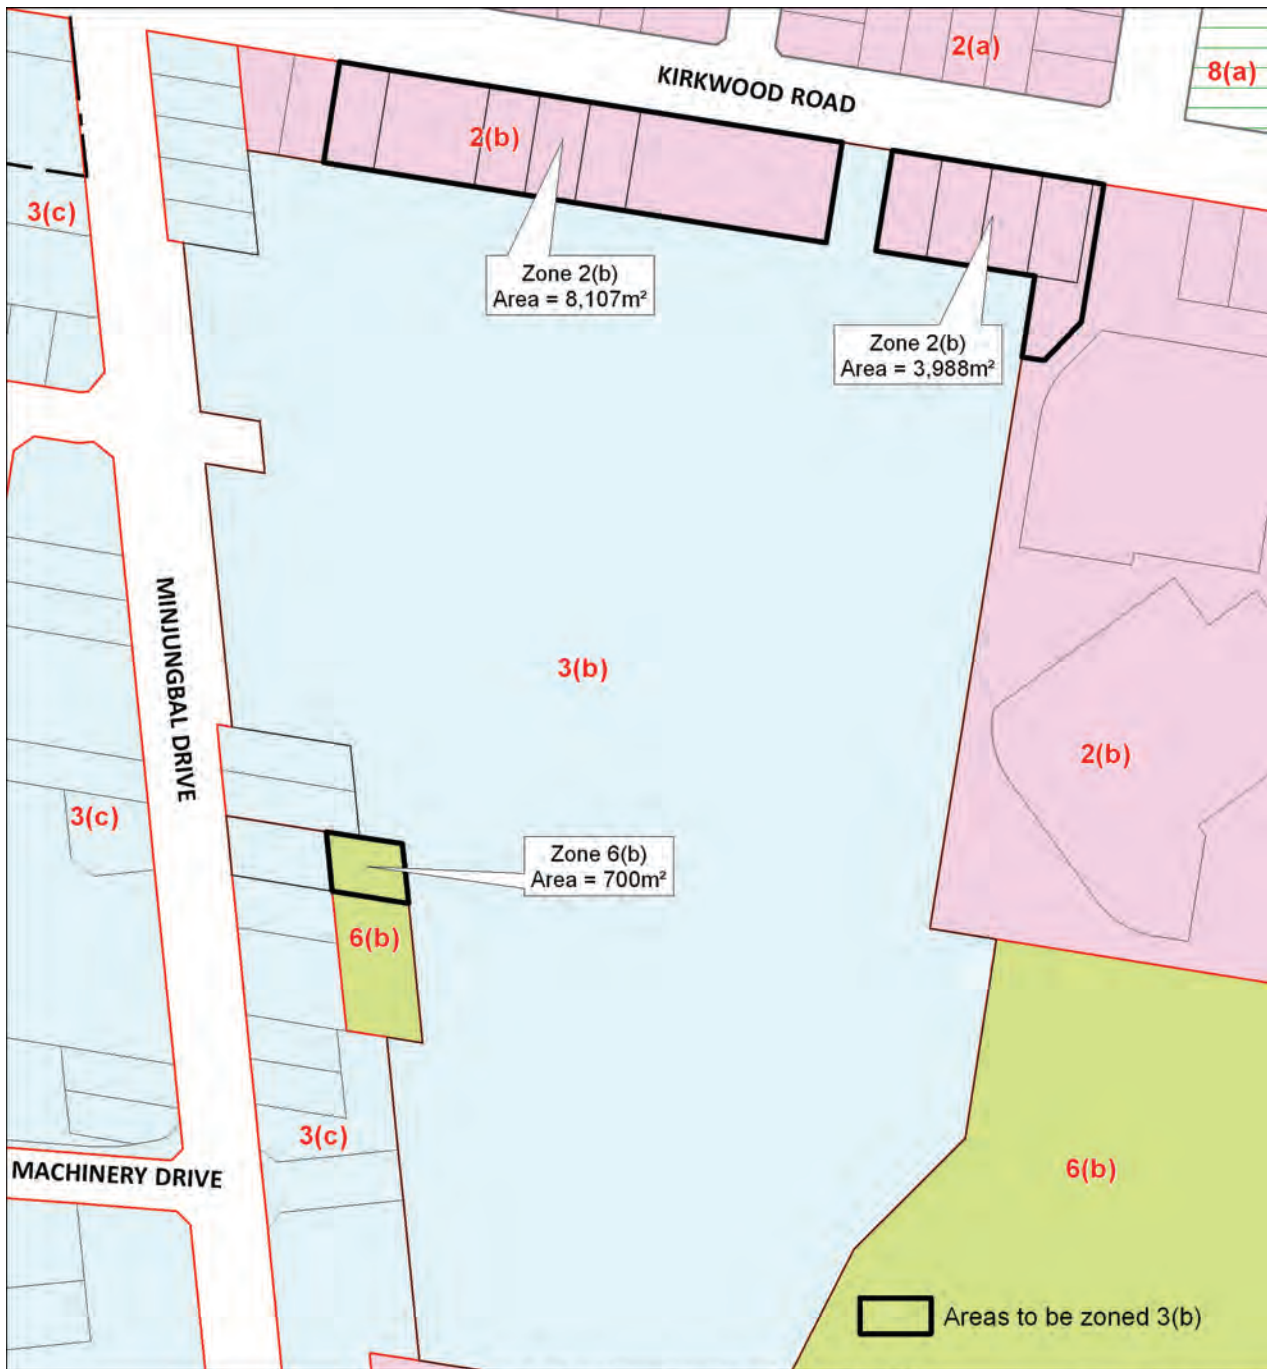 2(a)
8(a)
KIRKWOOD ROAD
2(b)
3(c)
Zone 2(b)
Area = 8,107m²
Zone 2(b)
Area = 3,988m²
MINJUNGBAL DRIVE
3(b)
2(b)
3(c)
Zone 6(b)
Area = 700m²
6(b)
3(c)
MACHINERY DRIVE
6(b)
Areas to be zoned 3(b)